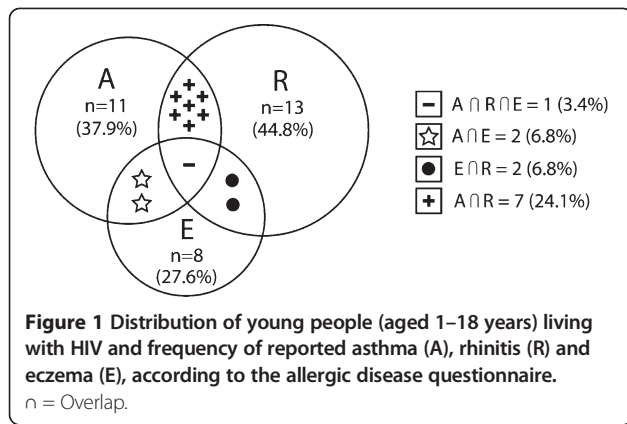 A
n=11
(37.9%)
R
n=13
(44.8%)
E
n=8
(27.6%)
A ∩ R ∩ E = 1 (3.4%)
A ∩ E = 2 (6.8%)
E ∩ R = 2 (6.8%)
A ∩ R = 7 (24.1%)
Figure 1 Distribution of young people (aged 1–18 years) living
with HIV and frequency of reported asthma (A), rhinitis (R) and
eczema (E), according to the allergic disease questionnaire.
∩ = Overlap.